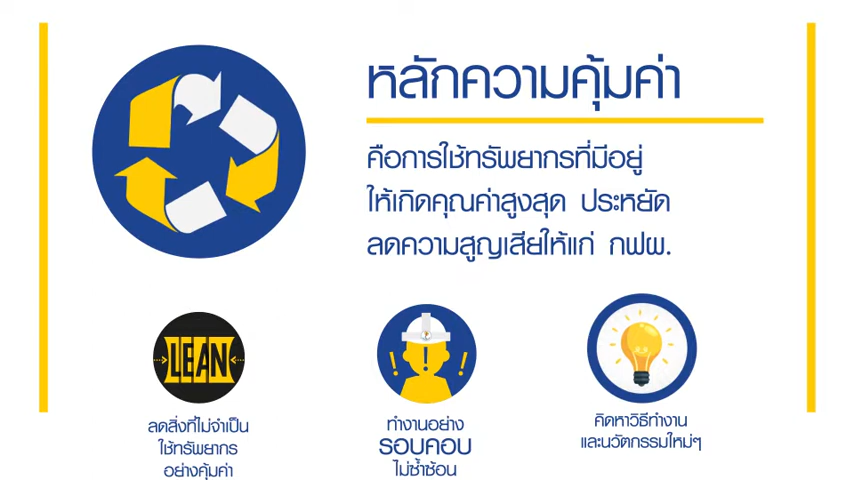 หลักความคุ้มค่า
คือการใช้ทรัพยากรที่มีอยู่
ให้เกิดคุณค่าสูงสุด ประหยัด
ลดความสูญเสียให้แก่ กฟผ.
LEAN
ลดสิ่งที่ไม่จำเป็น
ใช้ทรัพยากร
อย่างคุ้มค่า
ทำงานอย่าง
รอบคอบ
ไม่ซ้ำซ้อน
คิดหาวิธีทำงาน
และนวัตกรรมใหม่ๆ